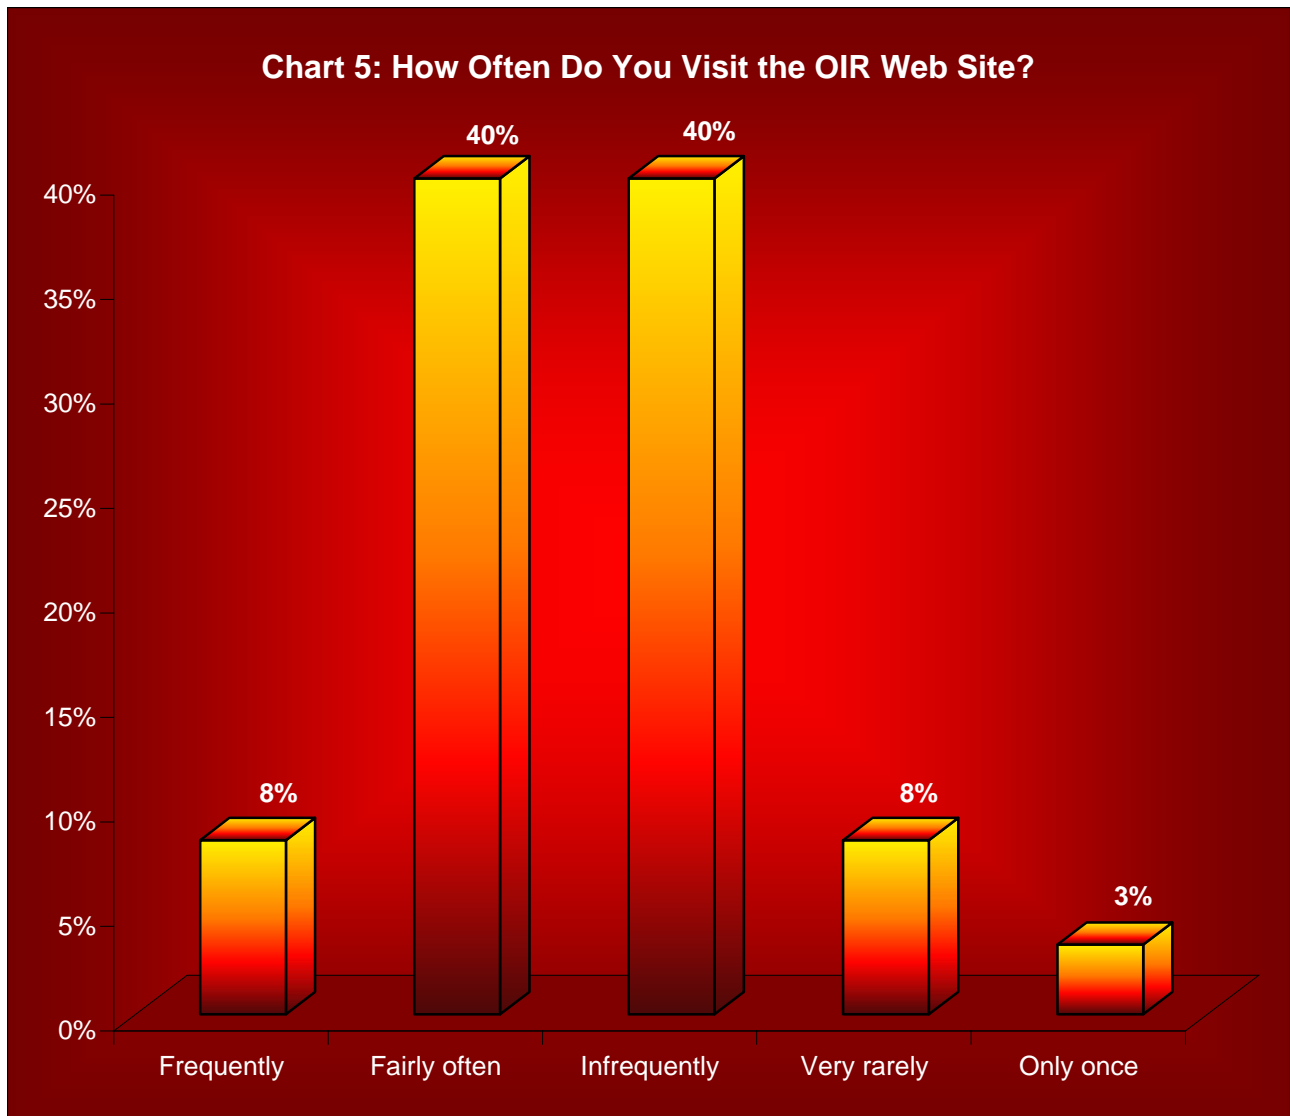 Chart 5: How Often Do You Visit the OIR Web Site?
40%
40%
40%
35%
30%
25%
20%
15%
8%
8%
10%
3%
5%
0%
Frequently
Fairly often
Infrequently
Very rarely
Only once